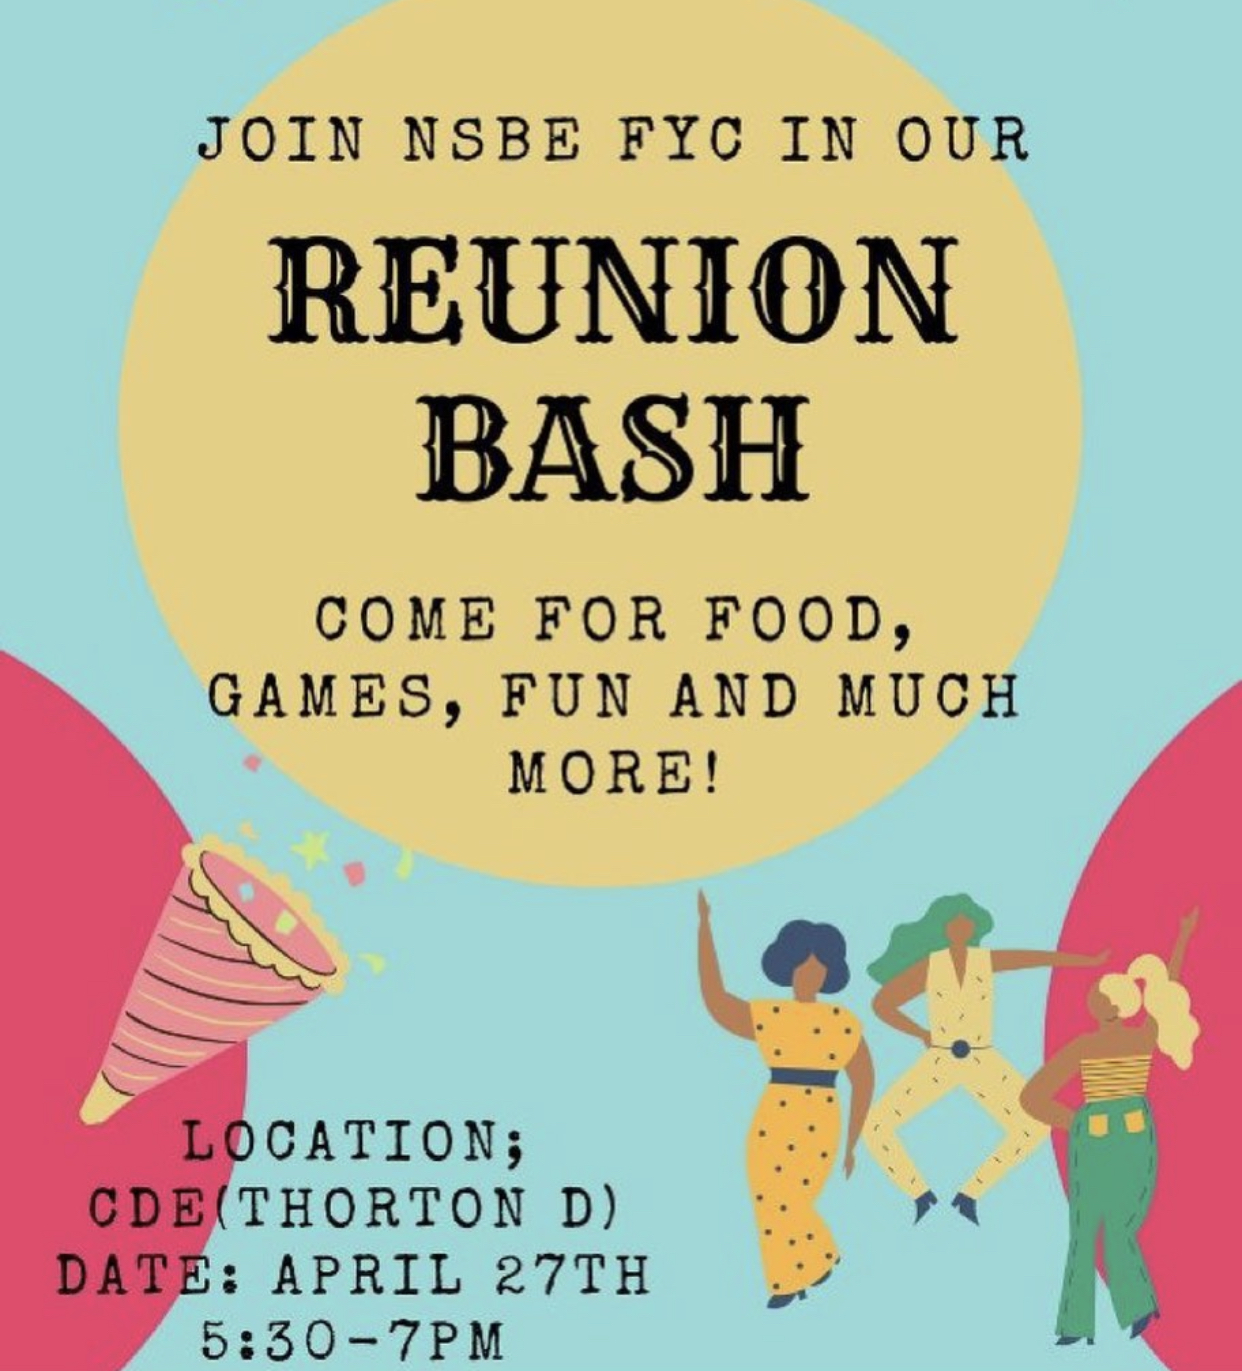 JOIN NSBE FYC IN OUR
REUNION
BASH
COME FOR FOOD,
GAMES, FUN AND MUCH
MORE!
LOCATION;
CDE(THORTON D)
DATE: APRIL 27TH
5:30-7PM